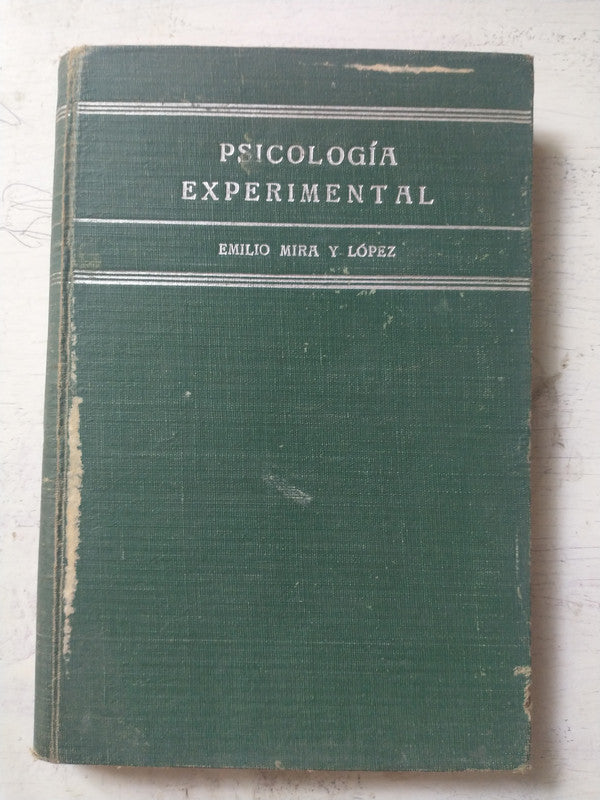 PSICOLOGÍA
EXPERIMENTAL
EMILIO MIRA Y LÓPEZ